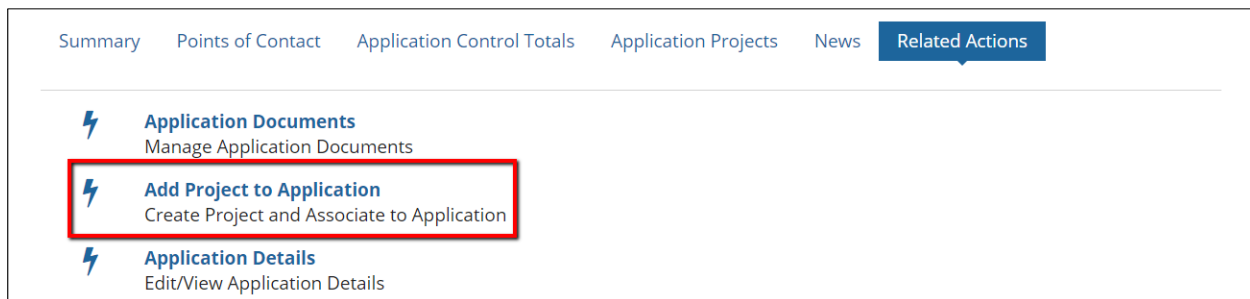 Summary Points of Contact Application Control Totals Application Projects News Related Actions
Application Documents
Manage Application Documents
Add Project to Application
Create Project and Associate to Application
Application Details
Edit/View Application Details